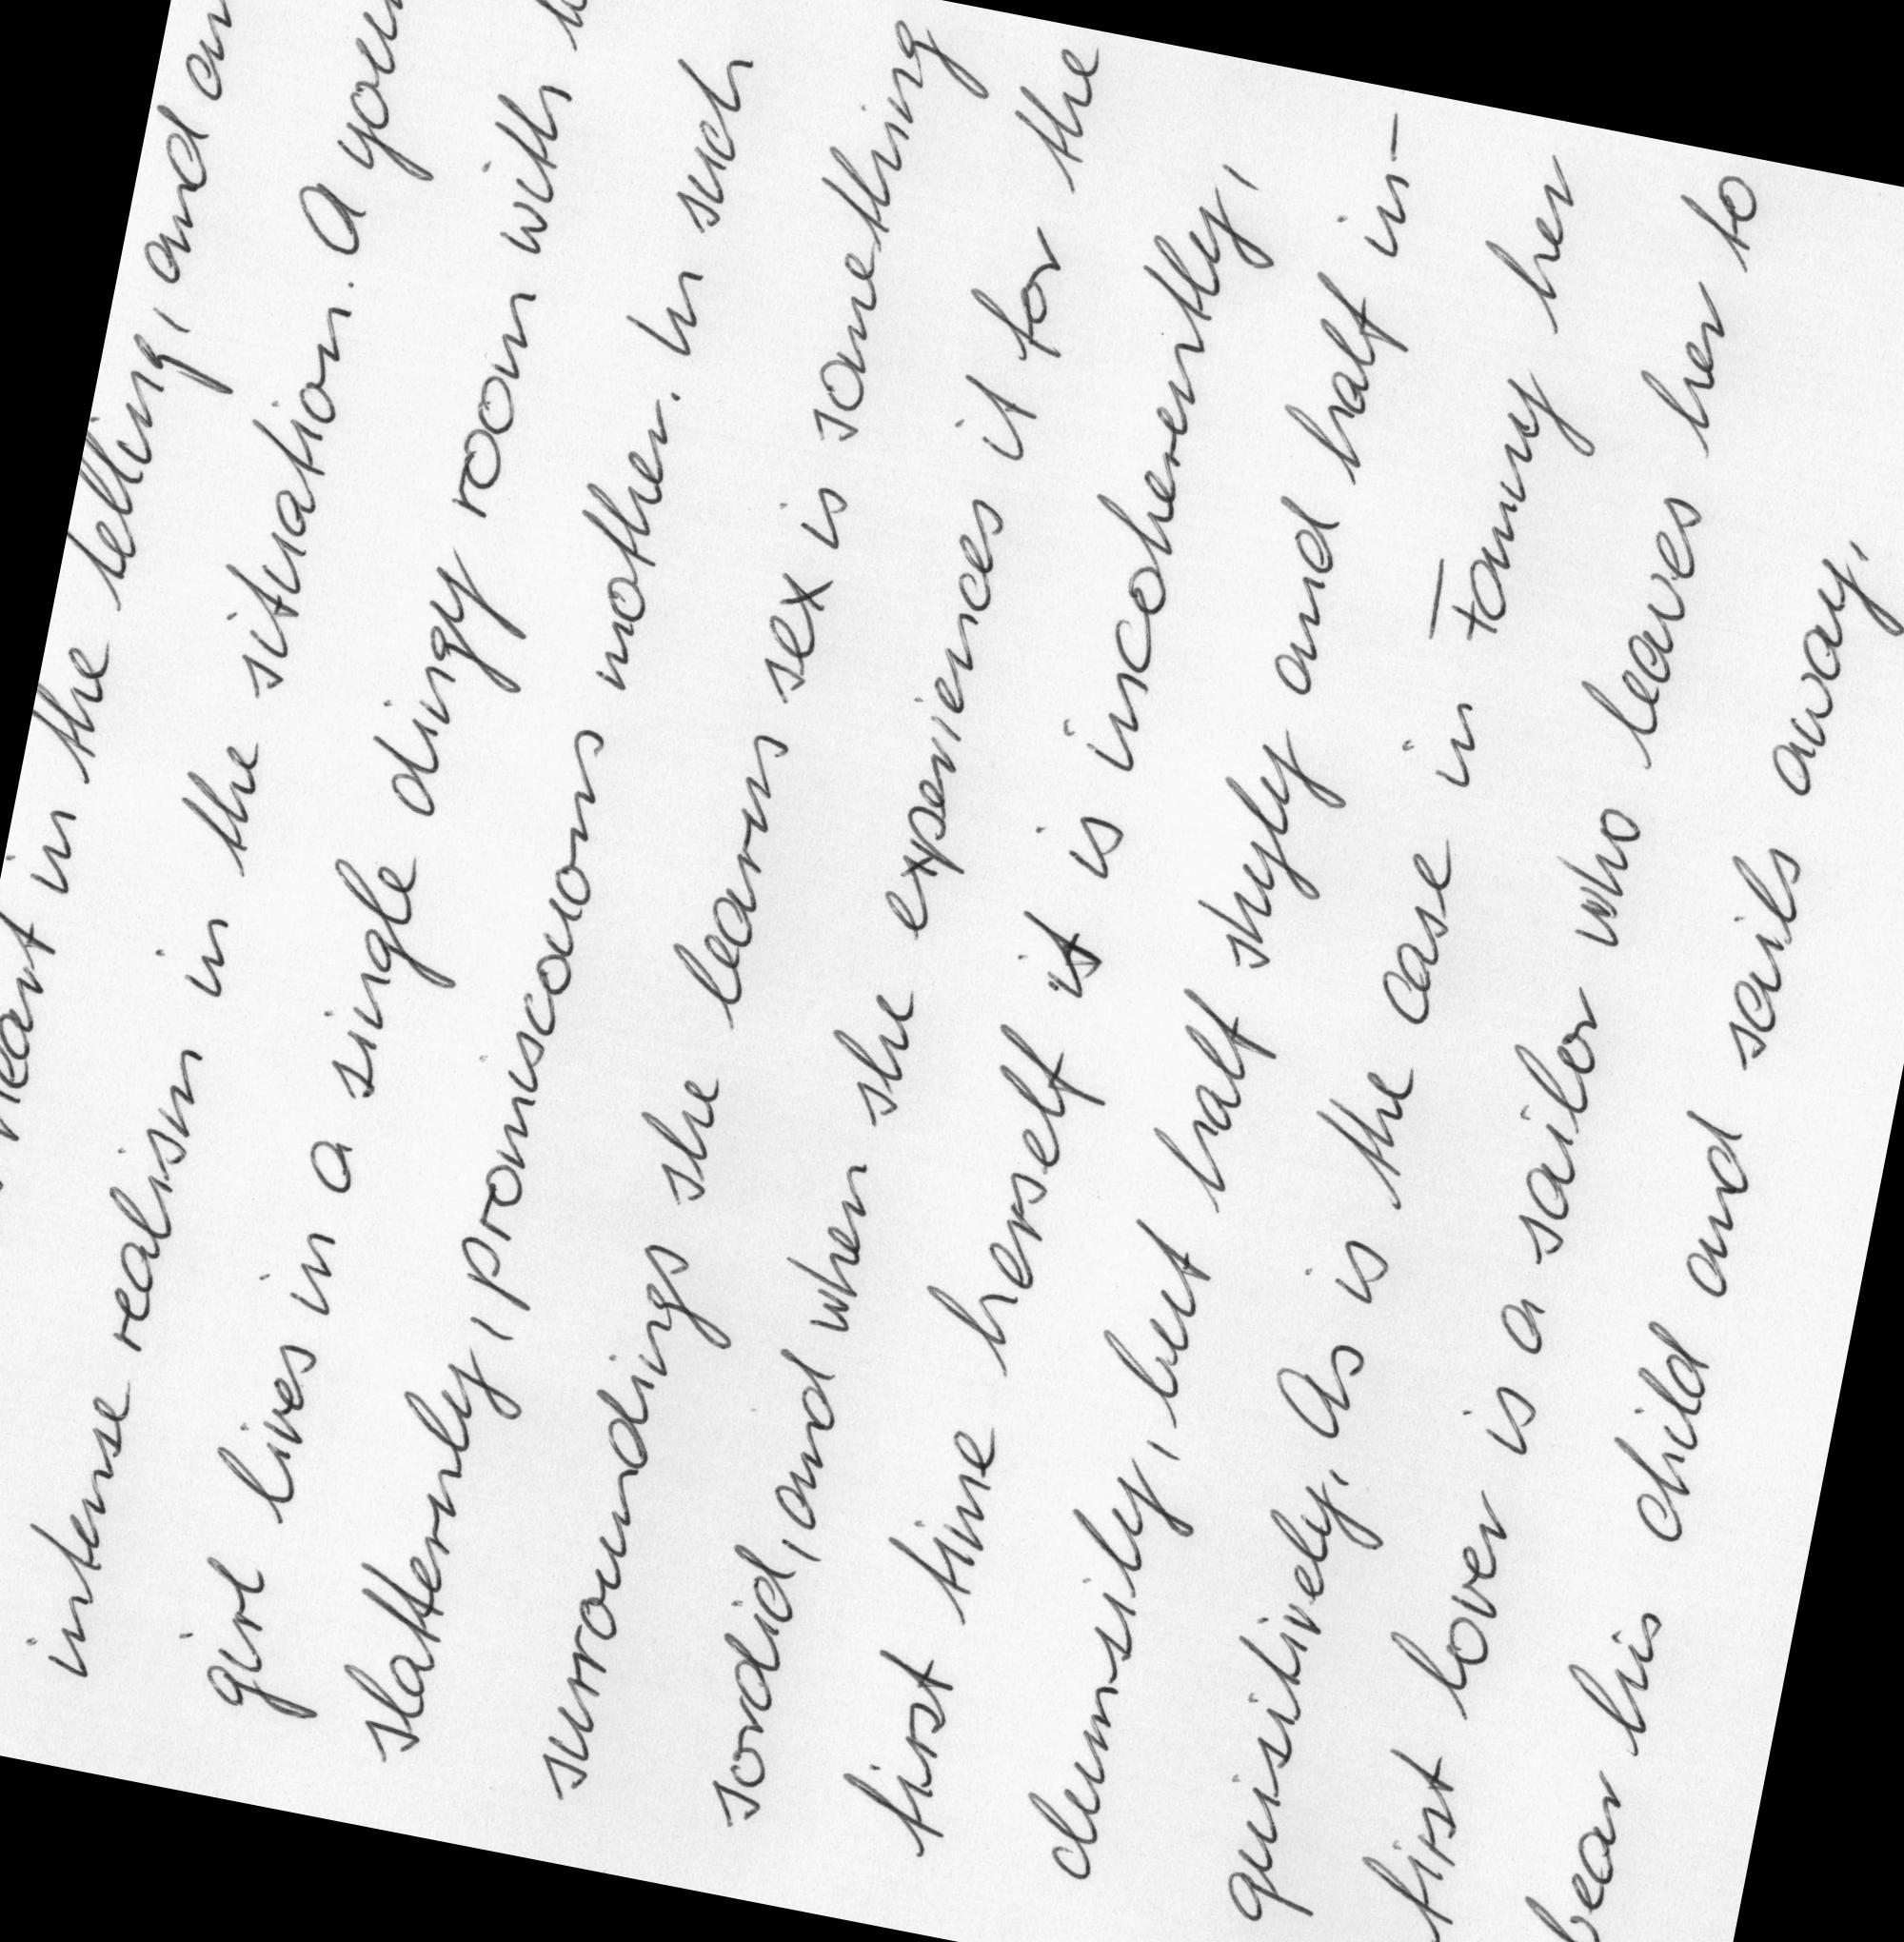 heart in the telling, and an
intense realism in the situation. A young
girl lives in a single dingy room with
slatternly, promiscuous mother. In such
surroundings she learns sex is something
sordid, and when she experiences it for the
first time herself it is incoherently,
clumsily, but half shyly and half in-
quisitively. As is the case in Fanny her
first lover is a sailor who leaves her to
bear his child and sails away.